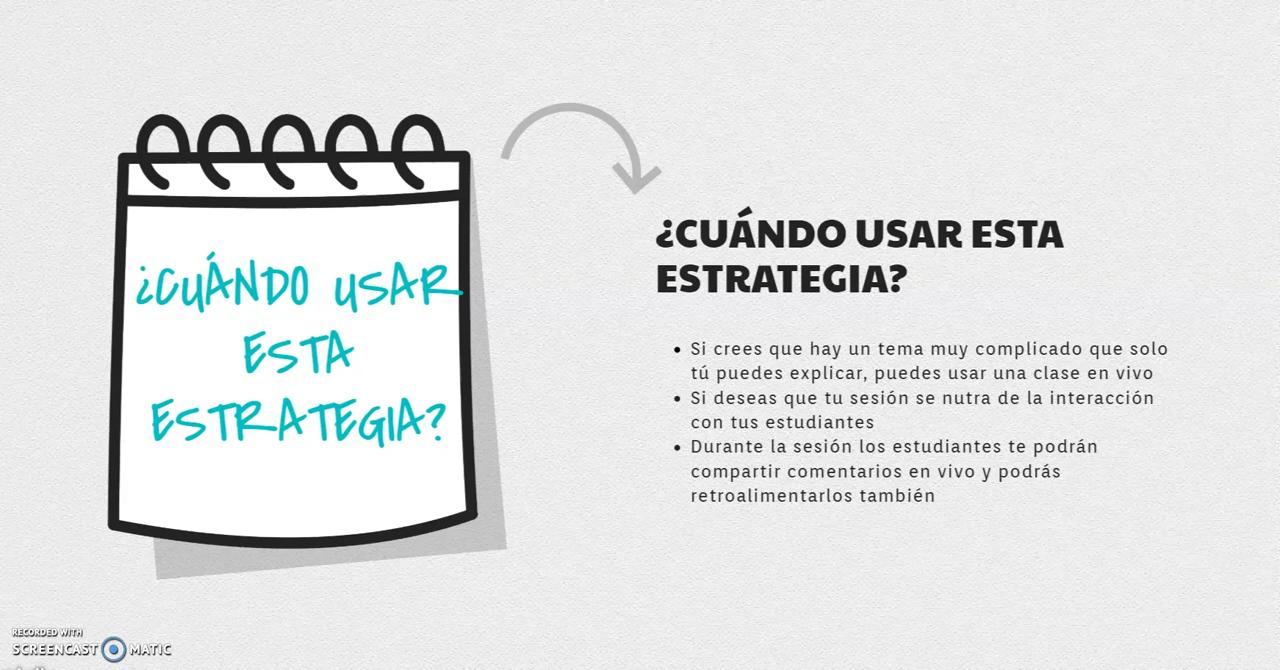 ¿CUÁNDO USAR
ESTA
ESTRATEGIA?
¿CUÁNDO USAR ESTA
ESTRATEGIA?
Si crees que hay un tema muy complicado que solo
tú puedes explicar, puedes usar una clase en vivo
Si deseas que tu sesión se nutra de la interacción
con tus estudiantes
Durante la sesión los estudiantes te podrán
compartir comentarios en vivo y podrás
retroalimentarlos también
RECORDED WITH
SCREENCAST MATIC